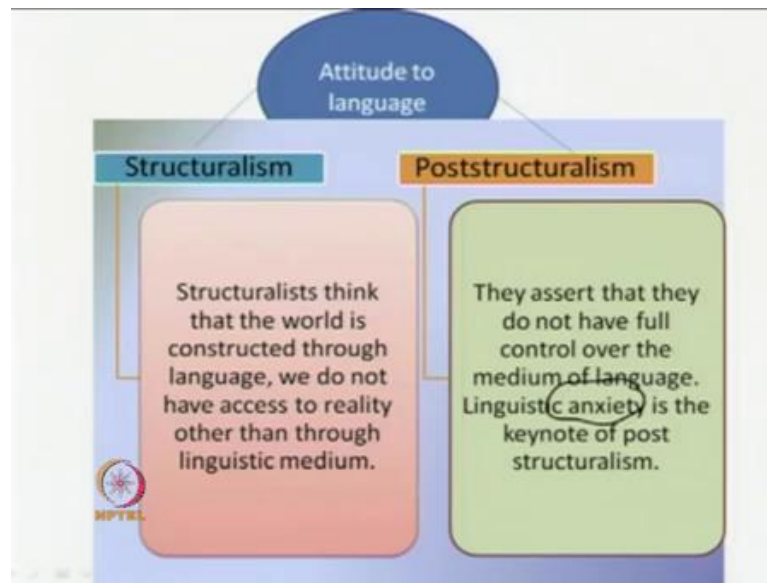 Attitude to
language
Structuralism
Poststructuralism
Structuralists think
that the world is
constructed through
language, we do not
have access to reality
other than through
linguistic medium.
They assert that they
do not have full
control over the
medium of language.
Linguistic anxiety is the
keynote of post
structuralism.
NPTEL